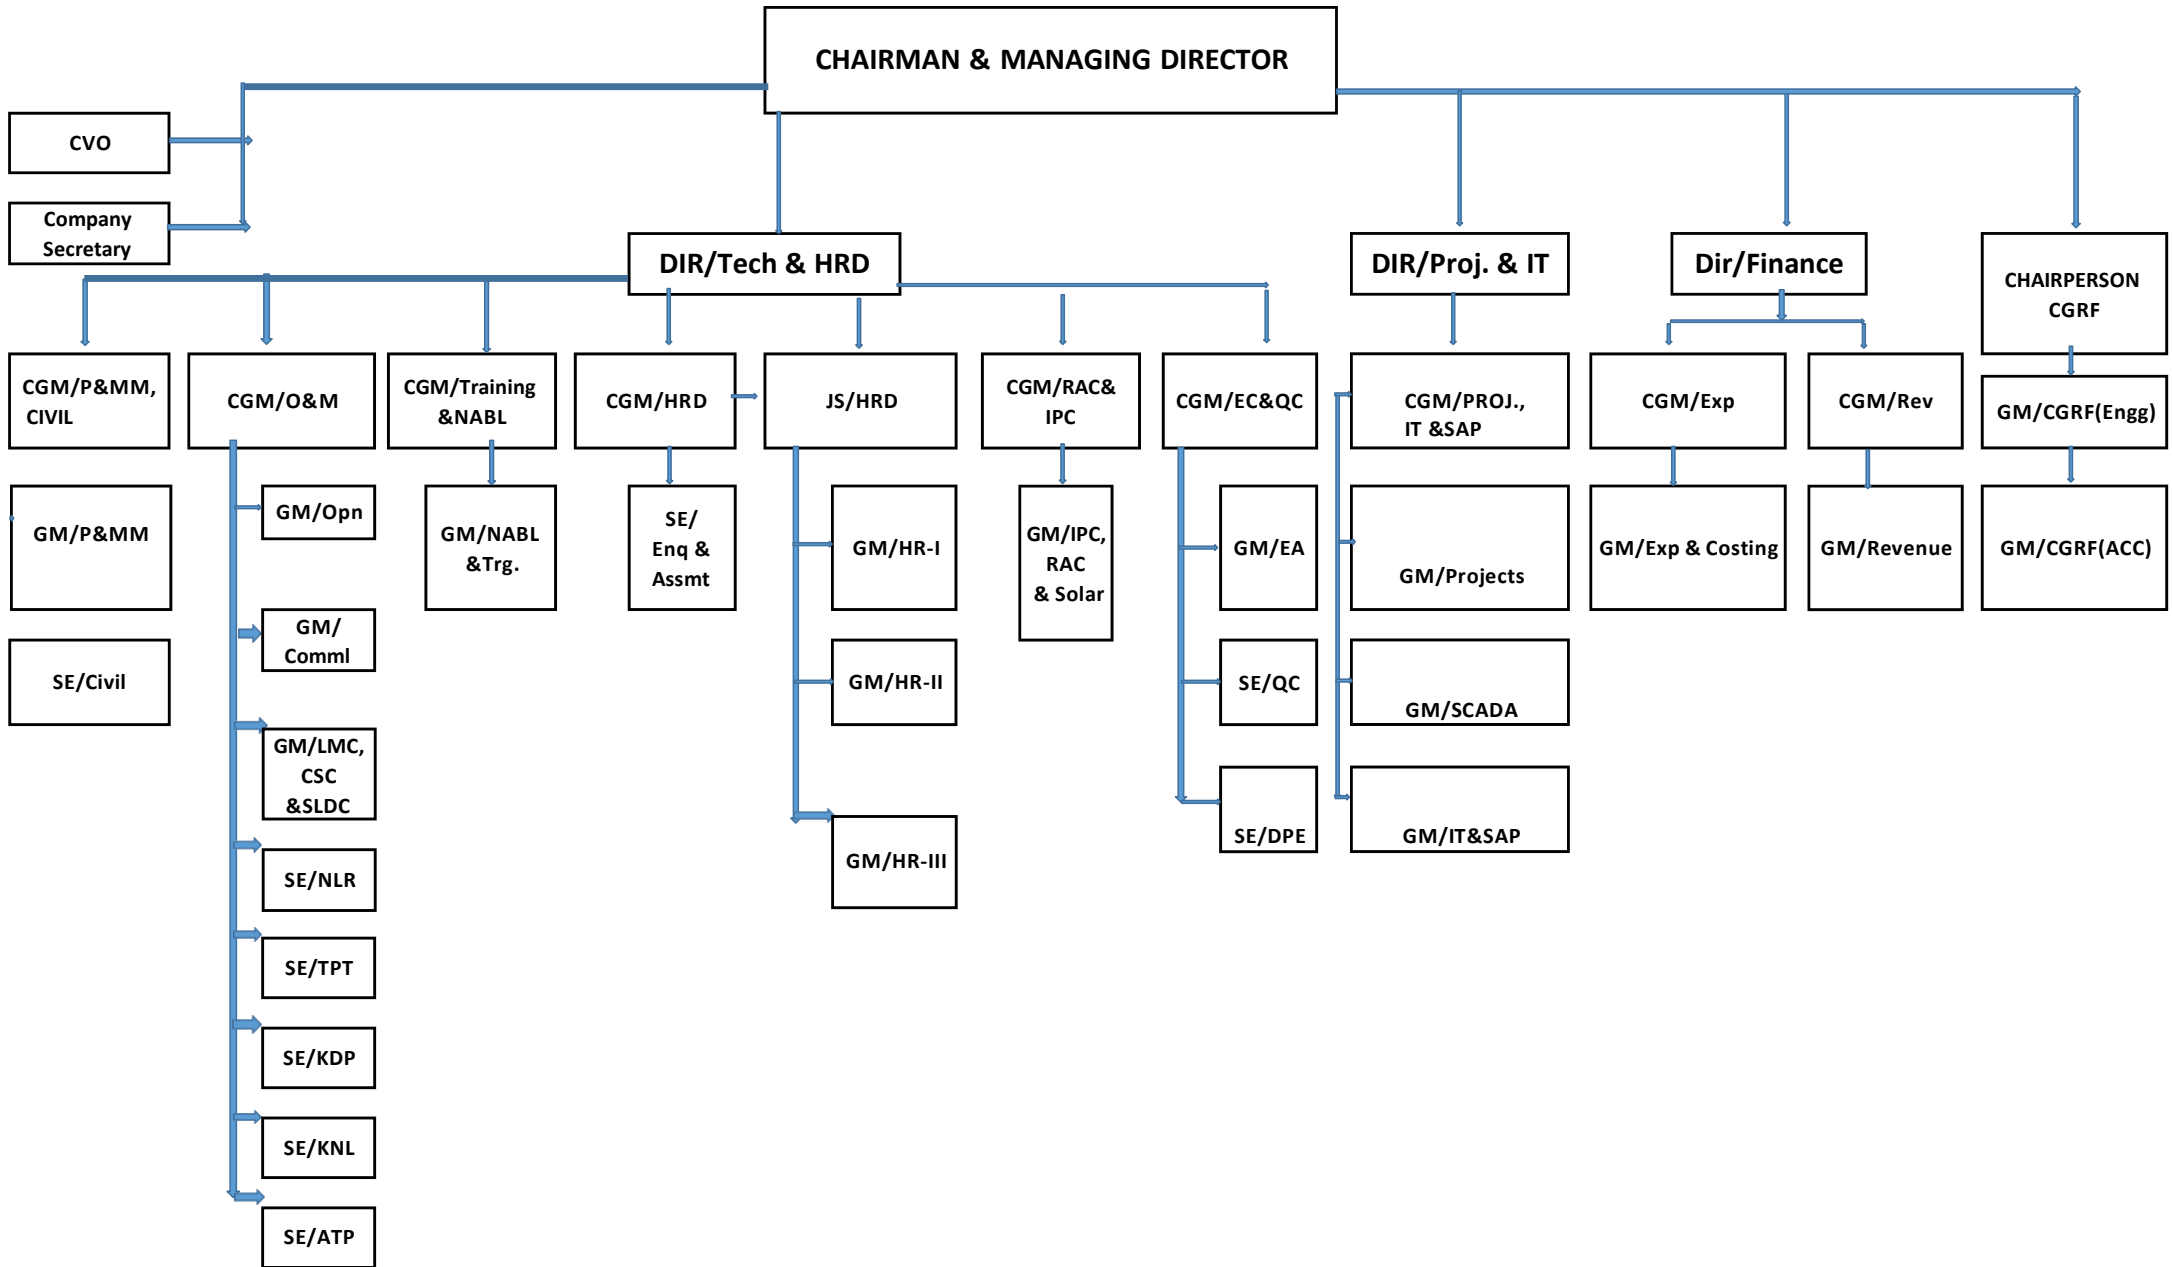 CHAIRMAN & MANAGING DIRECTOR
CVO
Company
Secretary
DIR/Tech & HRD
DIR/Proj. & IT
Dir/Finance
CHAIRPERSON
CGRF
CGM/P&MM,
CIVIL
CGM/O&M
CGM/Training
&NABL
CGM/HRD
JS/HRD
CGM/RAC&
IPC
CGM/EC&QC
CGM/PROJ.,
IT &SAP
CGM/Exp
CGM/Rev
GM/CGRF(Engg)
GM/P&MM
GM/Opn
GM/NABL
&Trg.
SE/
Enq &
Assmt
GM/HR-I
GM/IPC,
RAC
& Solar
GM/EA
GM/Projects
GM/Exp & Costing
GM/Revenue
GM/CGRF(ACC)
GM/
Comml
SE/Civil
GM/HR-II
SE/QC
GM/SCADA
GM/LMC,
CSC
&SLDC
GM/HR-III
SE/DPE
GM/IT&SAP
SE/NLR
SE/TPT
SE/KDP
SE/KNL
SE/ATP